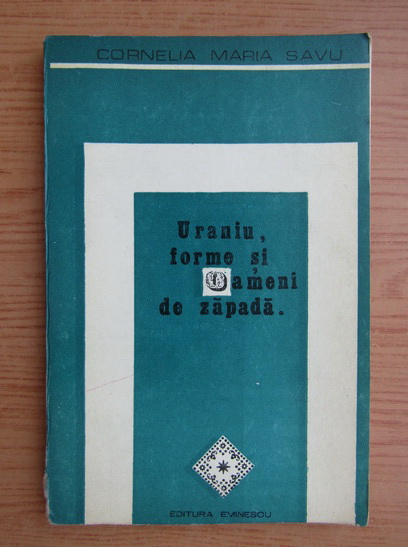 CORNELIA MARIA SAVU
Uraniu,
forme și
Oameni
de zăpadă.
EDITURA EMINESCU